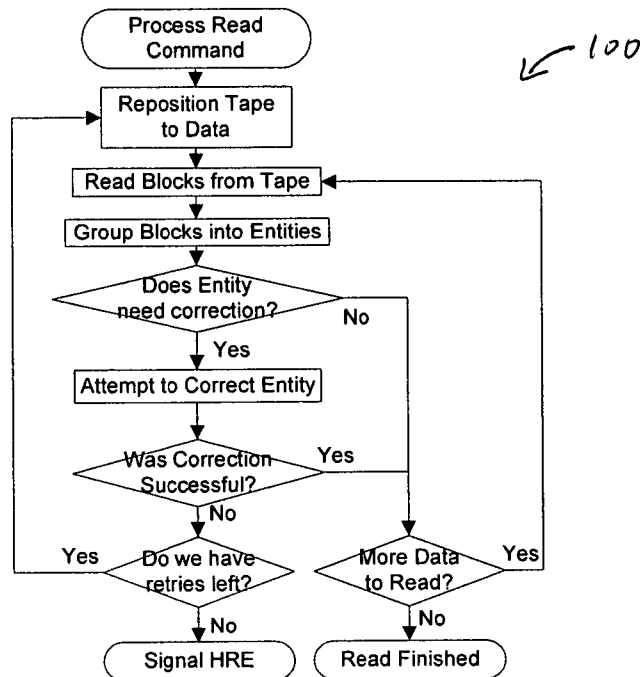 Process Read
Command
100
Reposition Tape
to Data
Read Blocks from Tape
Group Blocks into Entities
Does Entity
need correction?
No
Yes
Attempt to Correct Entity
Was Correction
Successful?
Yes
No
Yes
Do we have
retries left?
More Data
to Read?
Yes
No
No
Signal HRE
Read Finished